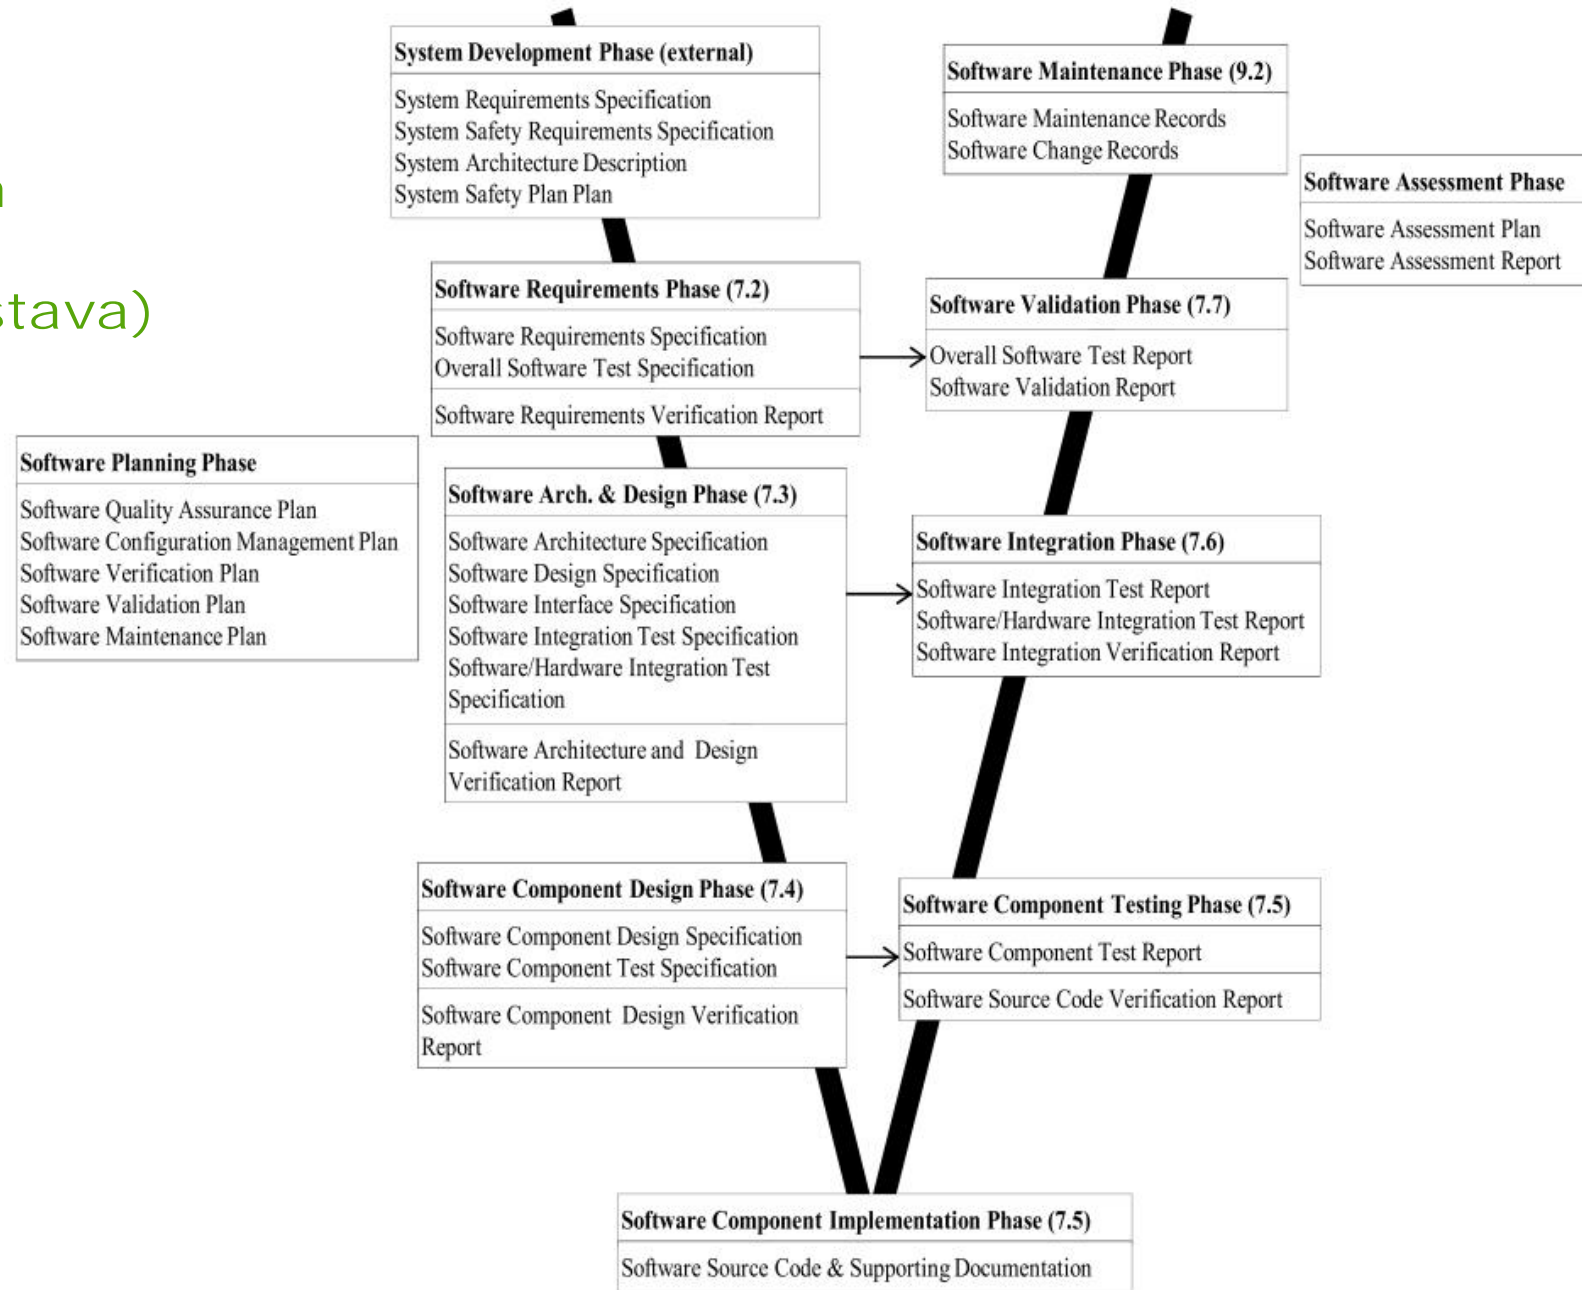 n
stava)
System Development Phase (external)
System Requirements Specification
System Safety Requirements Specification
System Architecture Description
System Safety Plan Plan
Software Requirements Phase (7.2)
Software Requirements Specification
Overall Software Test Specification
Software Requirements Verification Report
Software Planning Phase
Software Quality Assurance Plan
Software Configuration Management Plan
Software Verification Plan
Software Validation Plan
Software Maintenance Plan
Software Arch. & Design Phase (7.3)
Software Architecture Specification
Software Design Specification
Software Interface Specification
Software Integration Test Specification
Software/Hardware Integration Test
Specification
Software Architecture and Design
Verification Report
Software Component Design Phase (7.4)
Software Component Design Specification
Software Component Test Specification
Software Component Design Verification
Report
Software Component Implementation Phase (7.5)
Software Source Code & Supporting Documentation
Software Component Testing Phase (7.5)
Software Component Test Report
Software Source Code Verification Report
Software Integration Phase (7.6)
Software Integration Test Report
Software/Hardware Integration Test Report
Software Integration Verification Report
Software Validation Phase (7.7)
Overall Software Test Report
Software Validation Report
Software Maintenance Phase (9.2)
Software Maintenance Records
Software Change Records
Software Assessment Phase
Software Assessment Plan
Software Assessment Report